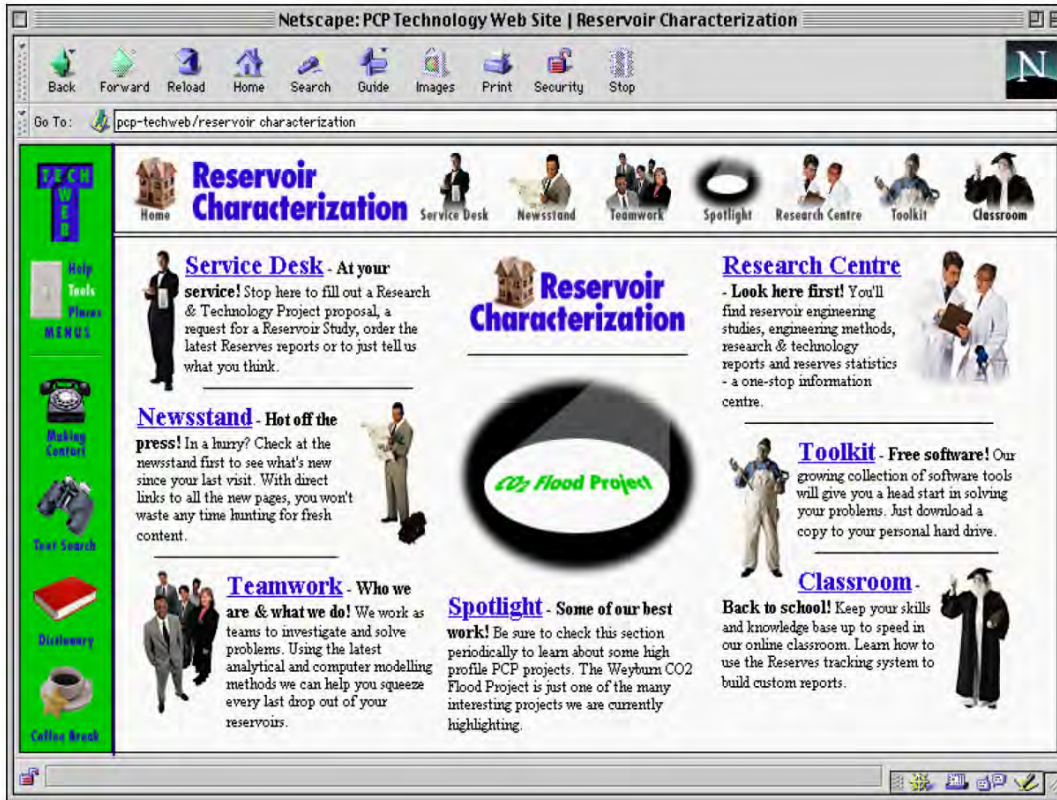 Netscape: PCP Technology Web Site | Reservoir Characterization
Back Forward Reload Home Search Guide Images Print Security Stop
N
Go To: pcp-techweb/reservoir characterization
TECH
WEB
Help
Tools
Places
MENUS
Making
Contact
Text Search
Dictionary
Coffee Break
Home
Reservoir
Characterization
Service Desk Newsstand Teamwork Spotlight Research Centre Toolkit Classroom
Service Desk - At your
service! Stop here to fill out a Research
& Technology Project proposal, a
request for a Reservoir Study, order the
latest Reserves reports or to just tell us
what you think.
Newsstand - Hot off the
press! In a hurry? Check at the
newsstand first to see what's new
since your last visit. With direct
links to all the new pages, you won't
waste any time hunting for fresh
content.
Teamwork - Who we
are & what we do! We work as
teams to investigate and solve
problems. Using the latest
analytical and computer modelling
methods we can help you squeeze
every last drop out of your
reservoirs.
Reservoir
Characterization
CO2 Flood Project
Spotlight - Some of our best
work! Be sure to check this section
periodically to learn about some high
profile PCP projects. The Weyburn CO2
Flood Project is just one of the many
interesting projects we are currently
highlighting.
Research Centre
- Look here first! You'll
find reservoir engineering
studies, engineering methods,
research & technology
reports and reserves statistics
- a one-stop information
centre.
Toolkit - Free software! Our
growing collection of software tools
will give you a head start in solving
your problems. Just download a
copy to your personal hard drive.
Classroom -
Back to school! Keep your skills
and knowledge base up to speed in
our online classroom. Learn how to
use the Reserves tracking system to
build custom reports.